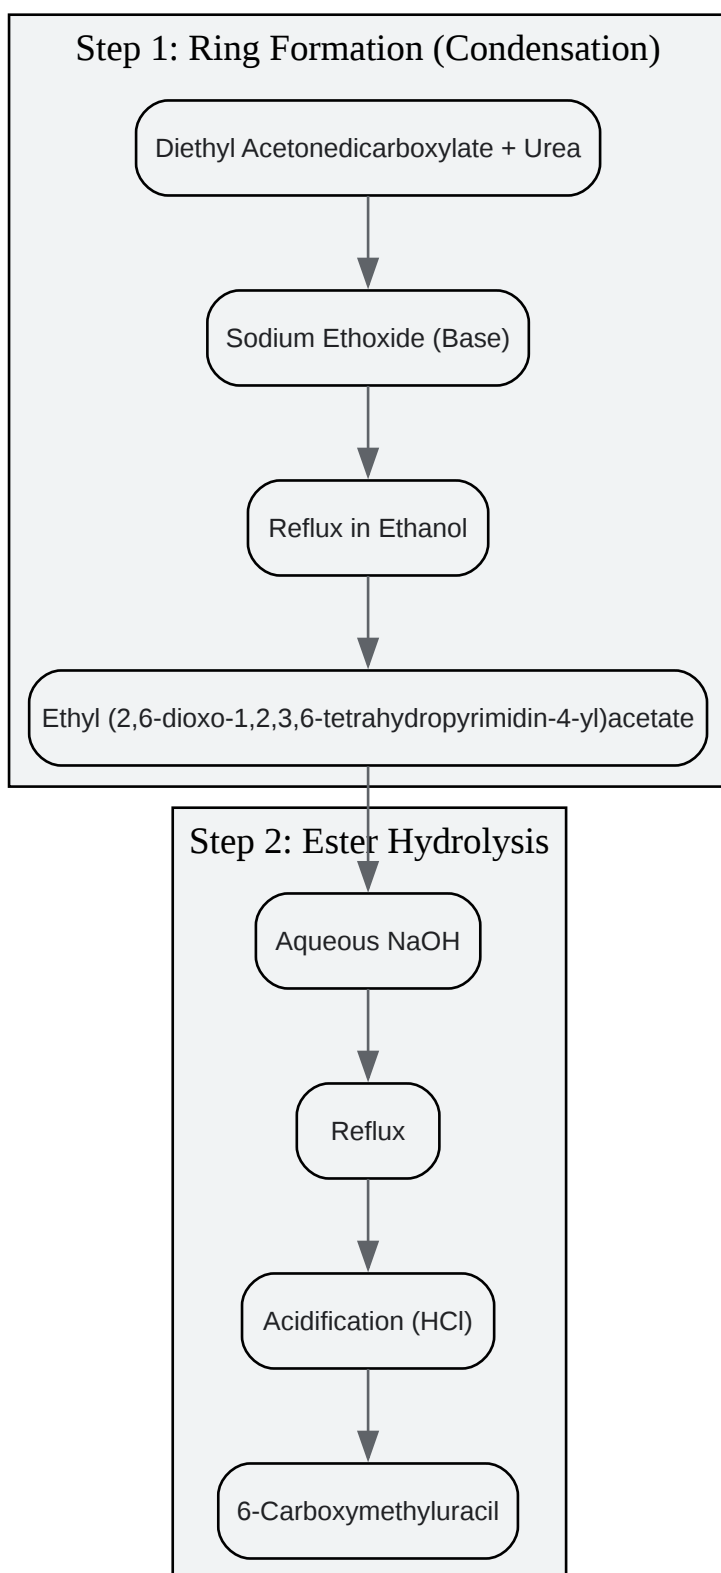 Step 1: Ring Formation (Condensation)
Diethyl Acetonedicarboxylate + Urea
Sodium Ethoxide (Base)
Reflux in Ethanol
Ethyl (2,6-dioxo-1,2,3,6-tetrahydropyrimidin-4-yl)acetate
Step 2: Ester Hydrolysis
Aqueous NaOH
Reflux
Acidification (HCl)
6-Carboxymethyluracil